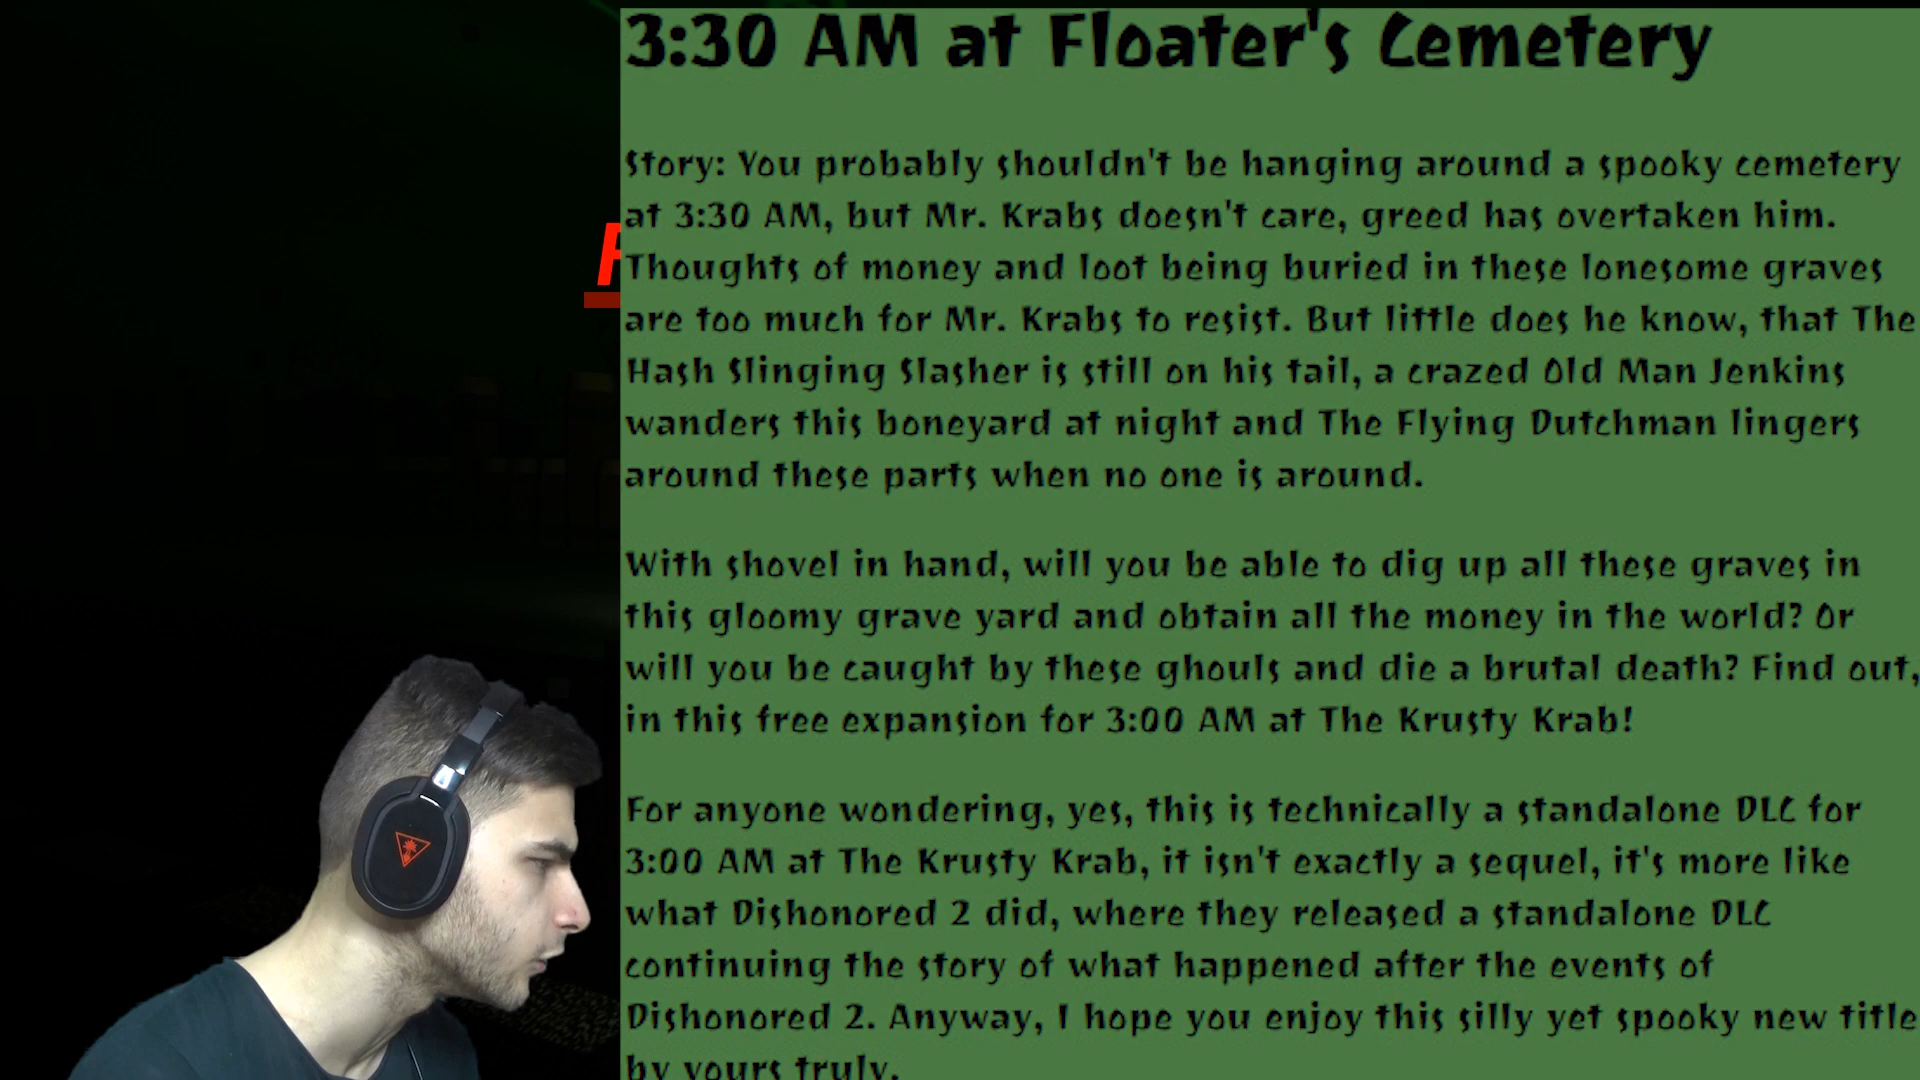 3:30 AM at Floater's Cemetery
Story: You probably shouldn't be hanging around a spooky cemetery
at 3:30 AM, but Mr. Krabs doesn't care, greed has overtaken him.
Thoughts of money and loot being buried in these lonesome graves
are too much for Mr. Krabs to resist. But little does he know, that The
Hash Slinging Slasher is still on his tail, a crazed Old Man Jenkins
wanders this boneyard at night and The Flying Dutchman lingers
around these parts when no one is around.
With shovel in hand, will you be able to dig up all these graves in
this gloomy grave yard and obtain all the money in the world? Or
will you be caught by these ghouls and die a brutal death? Find out,
in this free expansion for 3:00 AM at The Krusty Krab!
For anyone wondering, yes, this is technically a standalone DLC for
3:00 AM at The Krusty Krab, it isn't exactly a sequel, it's more like
what Dishonored 2 did, where they released a standalone DLC
continuing the story of what happened after the events of
Dishonored 2. Anyway, I hope you enjoy this silly yet spooky new title
by yours truly.